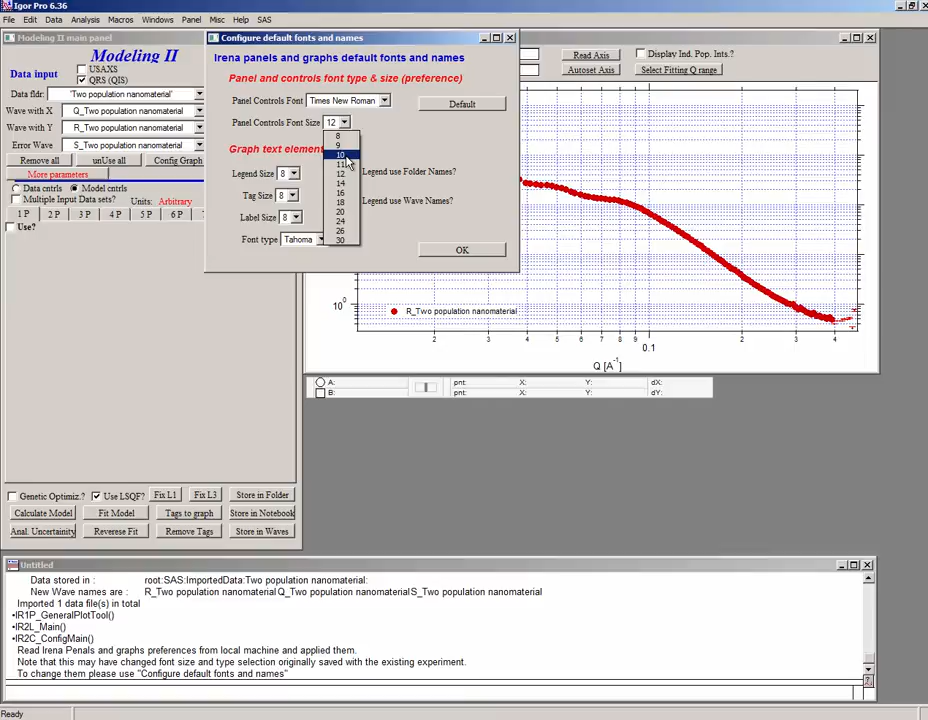 Igor Pro 6.36
File Edit Data Analysis Macros Windows Panel Misc Help SAS
Modeling II main panel
Modeling II
Data input
USAXS
QRS (QIS)
Data fldr: 'Two population nanomaterial'
Wave with X Q_Two population nanomaterial
Wave with Y R_Two population nanomaterial
Error Wave S_Two population nanomaterial
Remove all unUse all Config Graph
More parameters
Data cntrls Model cntrls
Multiple Input Data sets? Units: Arbitrary
1 P 2 P 3 P 4 P 5 P 6 P
Use?
Genetic Optimiz.? Use LSQF? Fix L1 Fix L3 Store in Folder
Calculate Model Fit Model Tags to graph Store in Notebook
Anal. Uncertainity Reverese Fit Remove Tags Store in Waves
Configure default fonts and names
Irena panels and graphs default fonts and names
Panel and controls font type & size (preference)
Panel Controls Font Times New Roman Default
Panel Controls Font Size 12
8
9
10
11
12
14
16
18
20
24
26
30
Graph text element
Legend Size 8 Legend use Folder Names?
Tag Size 8 Legend use Wave Names?
Label Size 8
Font type Tahoma OK
Read Axis Display Ind. Pop. Ints.?
Autoset Axis Select Fitting Q range
10⁰
R_Two population nanomaterial
2 3 4 5 6 7 8 9 0.1 2 3 4
Q [A⁻¹]
A: pnt: X: Y: dX:
B: pnt: X: Y: dY:
Untitled
Data stored in : root:SAS:ImportedData:Two population nanomaterial:
New Wave names are : R_Two population nanomaterial Q_Two population nanomaterial S_Two population nanomaterial
Imported 1 data file(s) in total
•IR1P_GeneralPlotTool()
•IR2L_Main()
•IR2C_ConfigMain()
Read Irena Penals and graphs preferences from local machine and applied them.
Note that this may have changed font size and type selection originally saved with the existing experiment.
To change them please use "Configure default fonts and names"
Ready